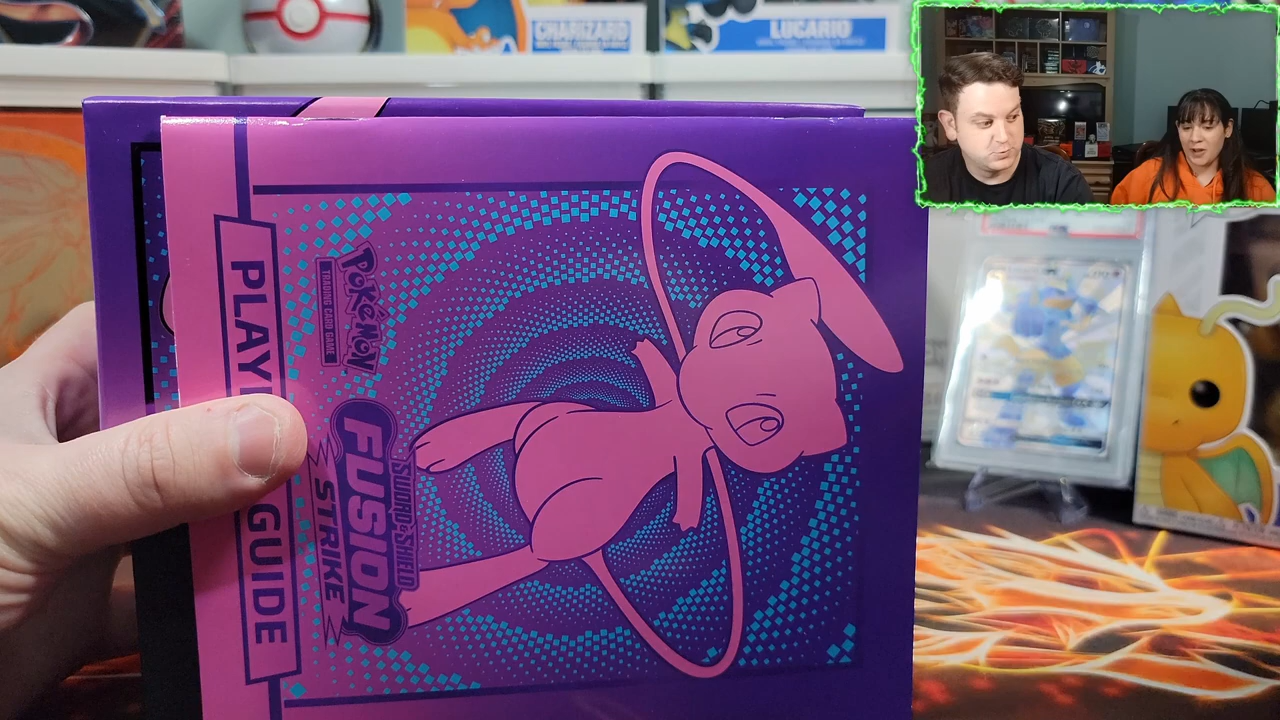 CHARIZARD
LUCARIO
POKÉMON
TRADING CARD GAME
SWORD & SHIELD
FUSION
STRIKE
PLAY
GUIDE